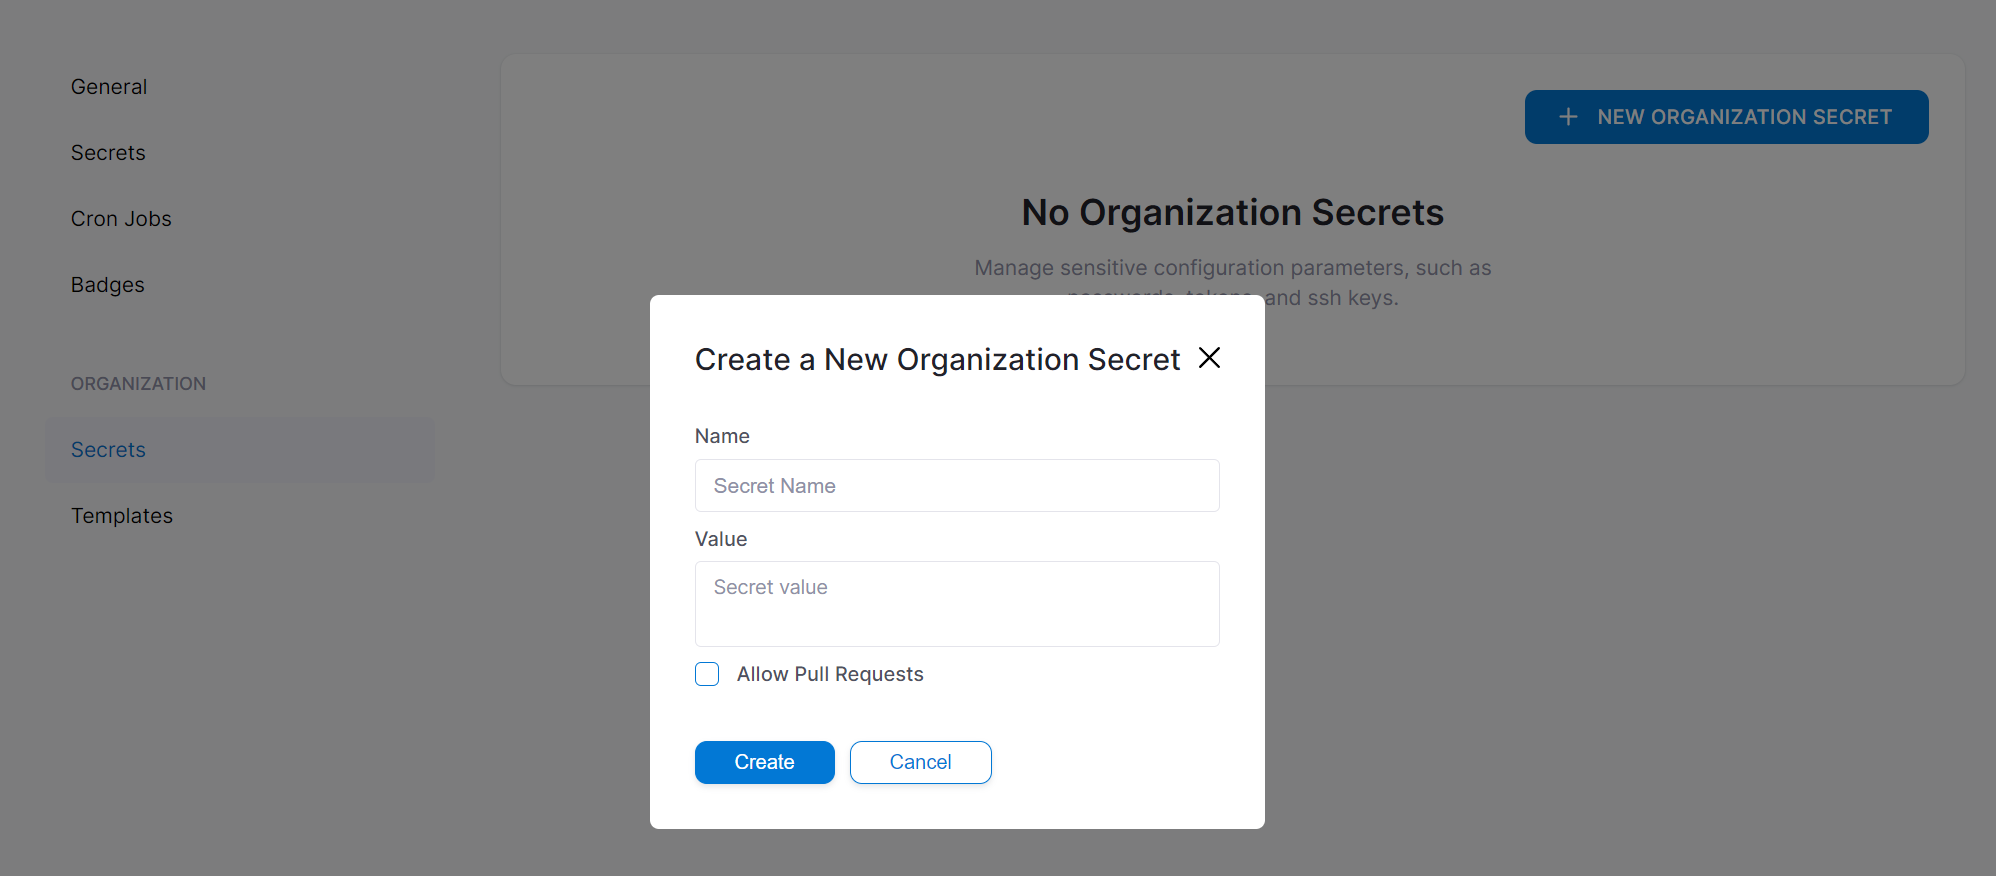 General
Secrets
Cron Jobs
Badges
ORGANIZATION
Secrets
Templates
NEW ORGANIZATION SECRET
No Organization Secrets
Manage sensitive configuration parameters, such as
passwords, tokens, and ssh keys.
Create a New Organization Secret
Name
Secret Name
Value
Secret value
Allow Pull Requests
Create
Cancel